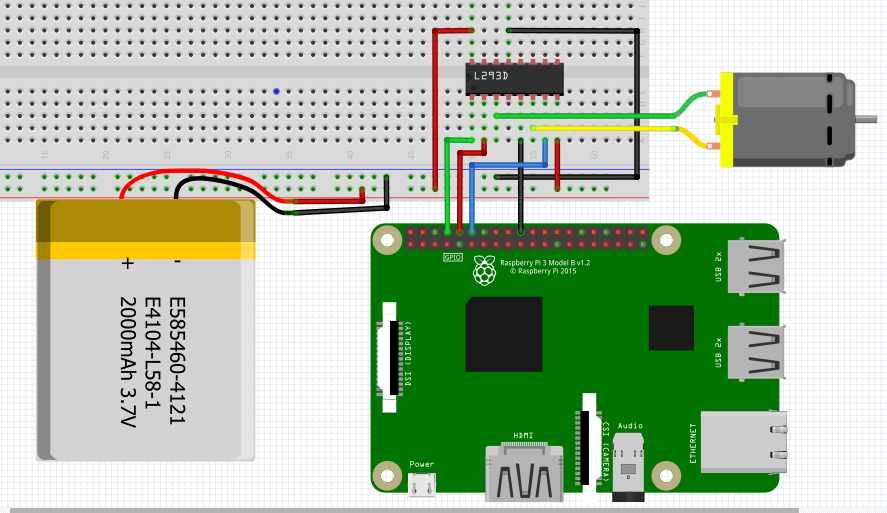 L293D
15
20
25
30
35
40
45
55
60
+
-
E585460-4121
E4104-L58-1
2000mAh 3.7V
GPIO
Raspberry Pi 3 Model B v1.2
© Raspberry Pi 2015
USB 2x
USB 2x
DSI (DISPLAY)
CSI (CAMERA)
HDMI
Audio
ETHERNET
Power